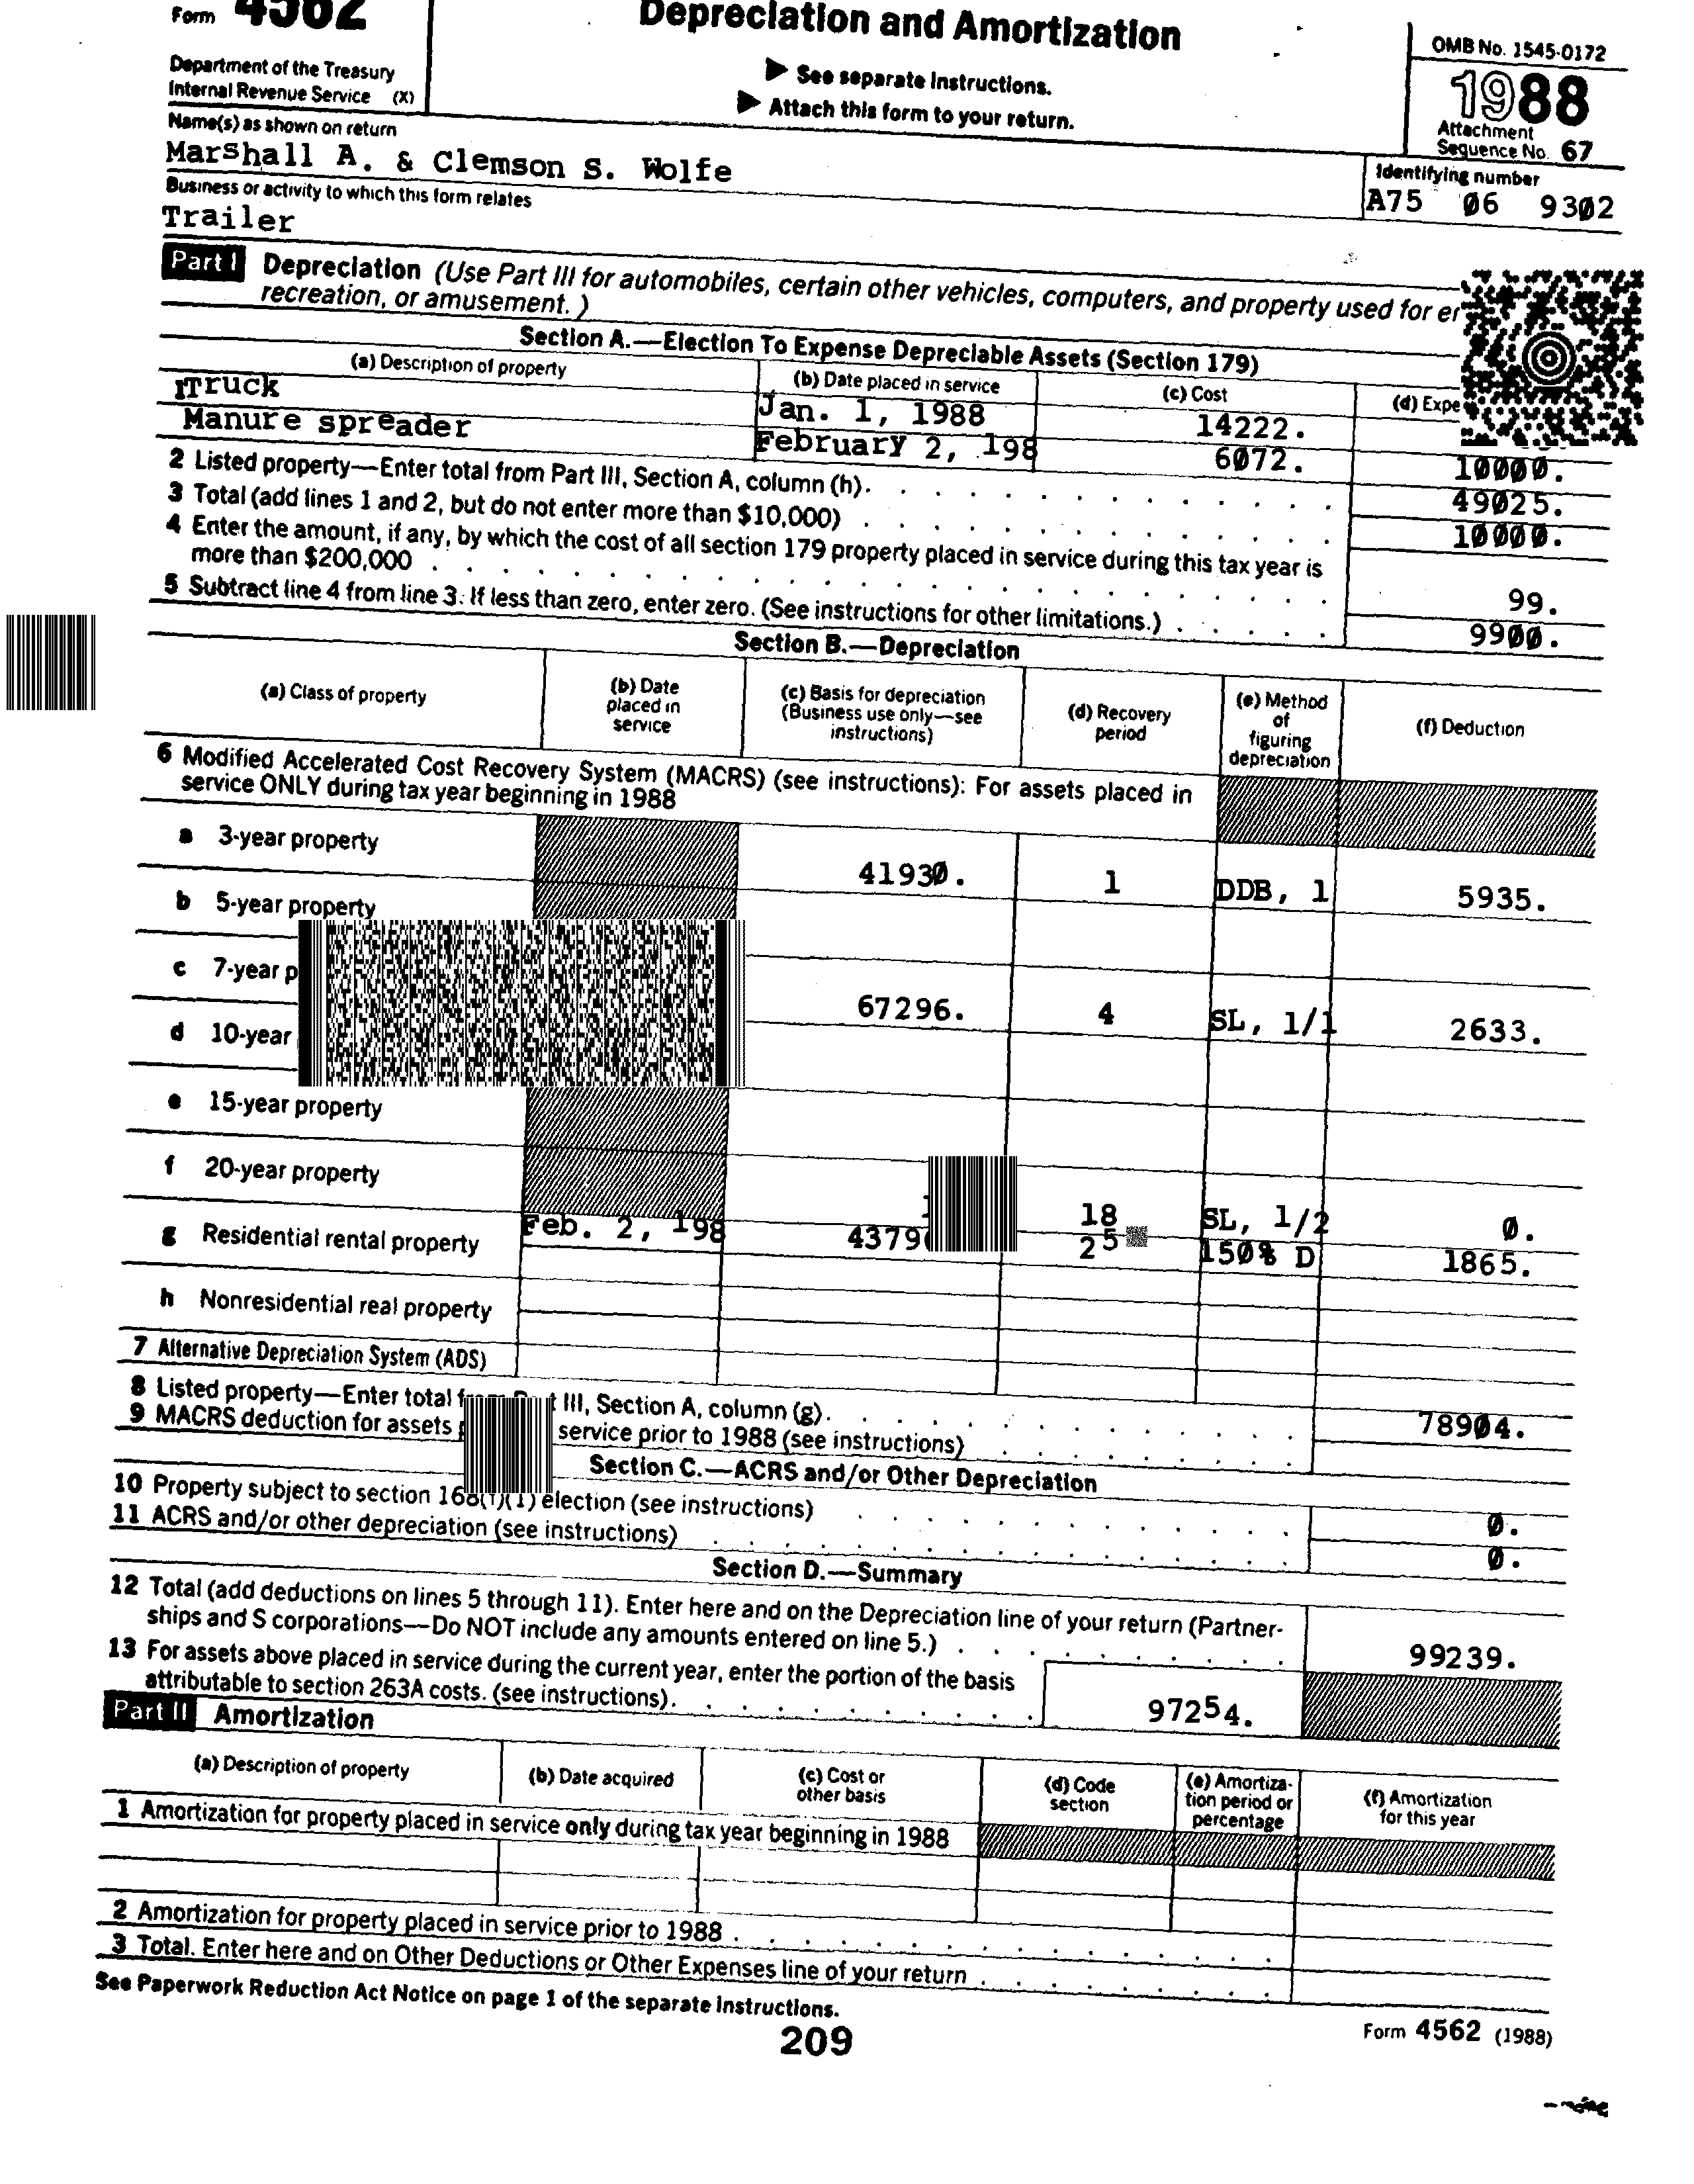 Form 4562
Depreciation and Amortization
OMB No. 1545-0172
Department of the Treasury
Internal Revenue Service (X)
► See separate Instructions.
► Attach this form to your return.
1988
Attachment
Sequence No. 67
Name(s) as shown on return
Marshall A. & Clemson S. Wolfe
Identifying number
A75 06 9302
Business or activity to which this form relates
Trailer
Part I Depreciation (Use Part III for automobiles, certain other vehicles, computers, and property used for
recreation, or amusement.)
Section A.—Election To Expense Depreciable Assets (Section 179)
(a) Description of property (b) Date placed in service (c) Cost (d)
1 Truck Jan. 1, 1988 14222.
Manure spreader February 2, 198 6072. 10000.
2 Listed property—Enter total from Part III, Section A, column (h). 49025.
3 Total (add lines 1 and 2, but do not enter more than $10,000) 10000.
4 Enter the amount, if any, by which the cost of all section 179 property placed in service during this tax year is
more than $200,000 99.
5 Subtract line 4 from line 3. If less than zero, enter zero. (See instructions for other limitations.) 9900.
Section B.—Depreciation
(a) Class of property (b) Date placed in service (c) Basis for depreciation (Business use only—see instructions) (d) Recovery period (e) Method of figuring depreciation (f) Deduction
6 Modified Accelerated Cost Recovery System (MACRS) (see instructions): For assets placed in
service ONLY during tax year beginning in 1988
a 3-year property 41930. 1 DDB, 1 5935.
b 5-year property
c 7-year 67296. 4 SL, 1/1 2633.
d 10-year
e 15-year property
f 20-year property
18 SL, 1/2 0.
g Residential rental property Feb. 2, 198 4379 25 150% D 1865.
h Nonresidential real property
7 Alternative Depreciation System (ADS)
8 Listed property—Enter total III, Section A, column (g). 78904.
9 MACRS deduction for assets service prior to 1988 (see instructions)
Section C.—ACRS and/or Other Depreciation
10 Property subject to section 168(f)(1) election (see instructions) 0.
11 ACRS and/or other depreciation (see instructions) 0.
Section D.—Summary
12 Total (add deductions on lines 5 through 11). Enter here and on the Depreciation line of your return (Partner-
ships and S corporations—Do NOT include any amounts entered on line 5.) 99239.
13 For assets above placed in service during the current year, enter the portion of the basis
attributable to section 263A costs. (see instructions). 97254.
Part II Amortization
(a) Description of property (b) Date acquired (c) Cost or other basis (d) Code section (e) Amortiza-tion period or percentage (f) Amortization for this year
1 Amortization for property placed in service only during tax year beginning in 1988
2 Amortization for property placed in service prior to 1988
3 Total. Enter here and on Other Deductions or Other Expenses line of your return
See Paperwork Reduction Act Notice on page 1 of the separate Instructions.
209
Form 4562 (1988)